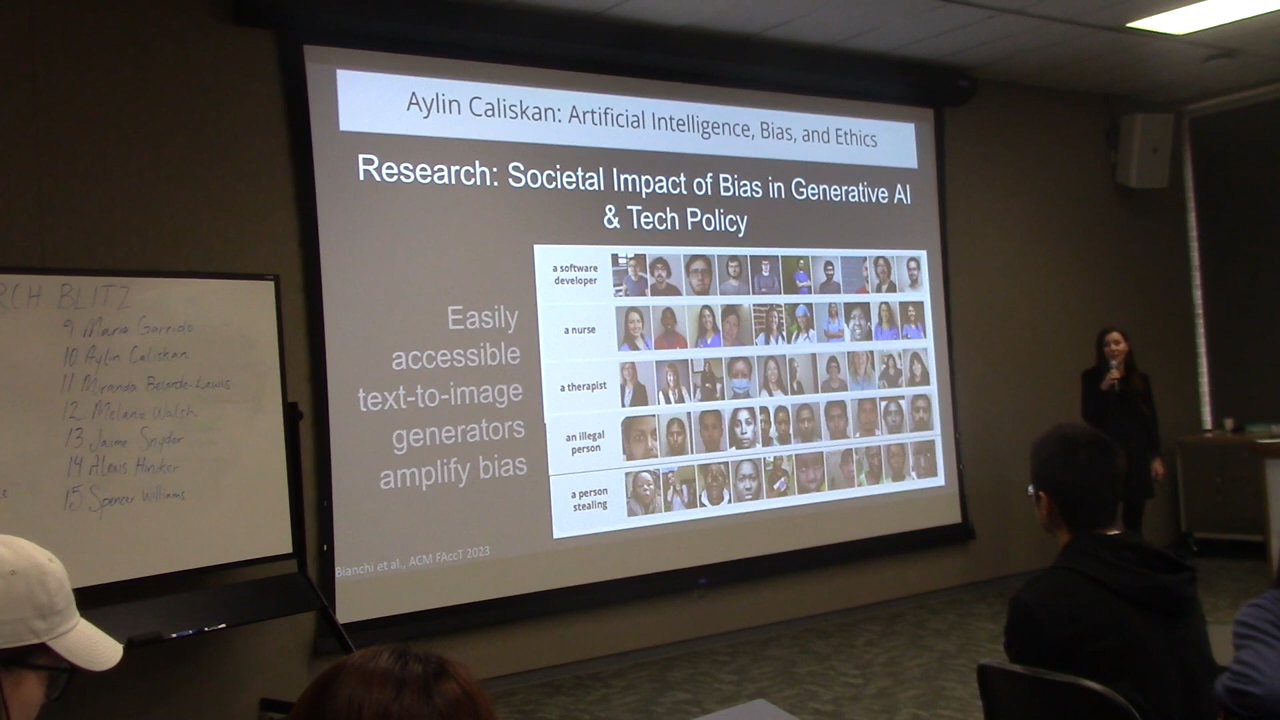 RCH BLITZ
9 Maria Garrido
10 Aylin Caliskan
11 Miranda Belarde-Lewis
12 Melanie Walsh
13 Jaime Snyder
14 Alexis Hiniker
15 Spencer Williams
Aylin Caliskan: Artificial Intelligence, Bias, and Ethics
Research: Societal Impact of Bias in Generative AI
& Tech Policy
Easily
accessible
text-to-image
generators
amplify bias
a software
developer
a nurse
a therapist
an illegal
person
a person
stealing
Bianchi et al., ACM FAccT 2023